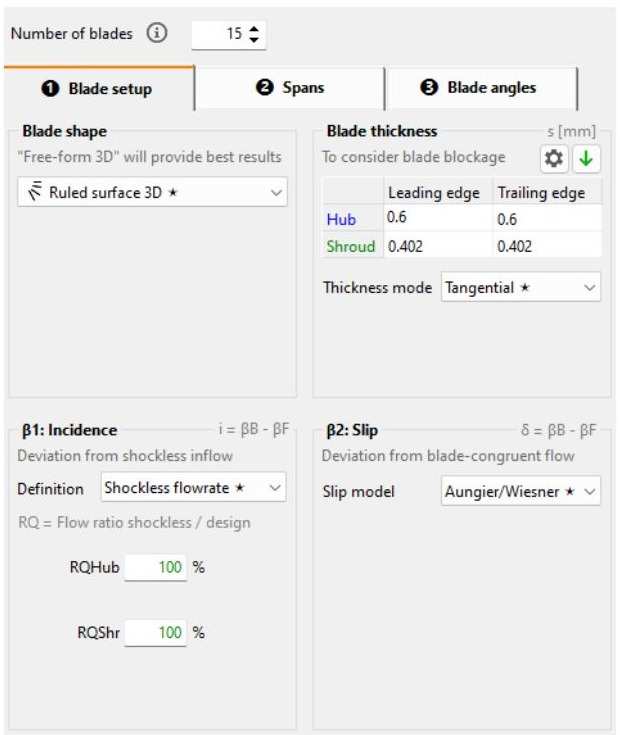 Number of blades 15
❶ Blade setup ❷ Spans ❸ Blade angles
Blade shape
"Free-form 3D" will provide best results
Ruled surface 3D ★
Blade thickness s [mm]
To consider blade blockage
Leading edge Trailing edge
Hub 0.6 0.6
Shroud 0.402 0.402
Thickness mode Tangential ★
β1: Incidence i = βB - βF
Deviation from shockless inflow
Definition Shockless flowrate ★
RQ = Flow ratio shockless / design
RQHub 100 %
RQShr 100 %
β2: Slip δ = βB - βF
Deviation from blade-congruent flow
Slip model Aungier/Wiesner ★